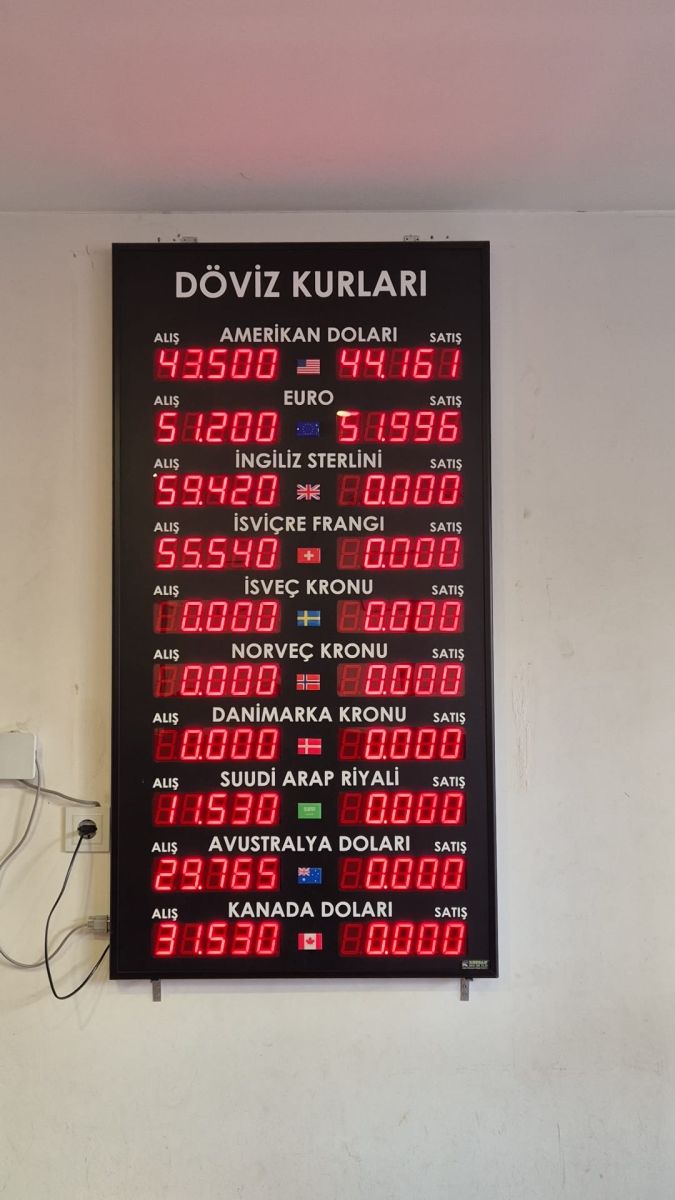 DÖVİZ KURLARI
ALIŞ AMERİKAN DOLARI SATIŞ
43.500 44.161
ALIŞ EURO SATIŞ
51.200 51.996
ALIŞ İNGİLİZ STERLİNİ SATIŞ
59.420 0.000
ALIŞ İSVİÇRE FRANGI SATIŞ
55.540 0.000
ALIŞ İSVEÇ KRONU SATIŞ
0.000 0.000
ALIŞ NORVEÇ KRONU SATIŞ
0.000 0.000
ALIŞ DANİMARKA KRONU SATIŞ
0.000 0.000
ALIŞ SUUDİ ARAP RİYALİ SATIŞ
11.530 0.000
ALIŞ AVUSTRALYA DOLARI SATIŞ
29.765 0.000
ALIŞ KANADA DOLARI SATIŞ
31.530 0.000